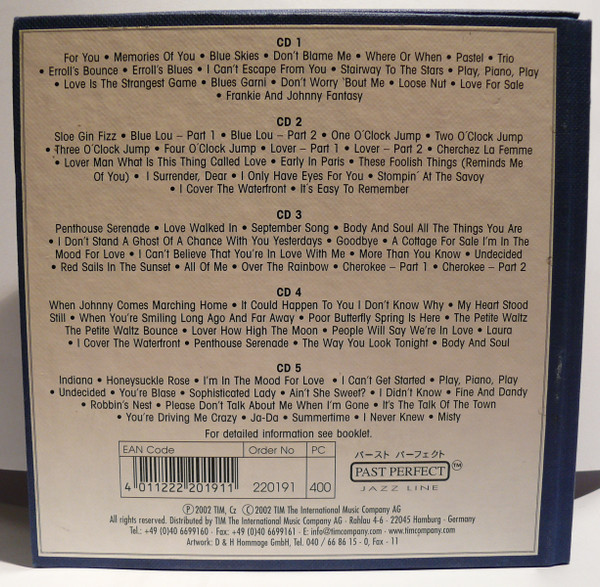 CD 1
For You • Memories Of You • Blue Skies • Don't Blame Me • Where Or When • Pastel • Trio
• Erroll's Bounce • Erroll's Blues • I Can't Escape From You • Stairway To The Stars • Play, Piano, Play
• Love Is The Strangest Game • Blues Garni • Don't Worry 'Bout Me • Loose Nut • Love For Sale
• Frankie And Johnny Fantasy
CD 2
Sloe Gin Fizz • Blue Lou – Part 1 • Blue Lou – Part 2 • One O'Clock Jump • Two O'Clock Jump
• Three O'Clock Jump • Four O'Clock Jump • Lover – Part 1 • Lover – Part 2 • Cherchez La Femme
• Lover Man What Is This Thing Called Love • Early In Paris • These Foolish Things (Reminds Me
Of You) • I Surrender, Dear • I Only Have Eyes For You • Stompin' At The Savoy
• I Cover The Waterfront • It's Easy To Remember
CD 3
Penthouse Serenade • Love Walked In • September Song • Body And Soul All The Things You Are
• I Don't Stand A Ghost Of A Chance With You Yesterdays • Goodbye • A Cottage For Sale I'm In The
Mood For Love • I Can't Believe That You're In Love With Me • More Than You Know • Undecided
• Red Sails In The Sunset • All Of Me • Over The Rainbow • Cherokee – Part 1 • Cherokee – Part 2
CD 4
When Johnny Comes Marching Home • It Could Happen To You I Don't Know Why • My Heart Stood
Still • When You're Smiling Long Ago And Far Away • Poor Butterfly Spring Is Here • The Petite Waltz
The Petite Waltz Bounce • Lover How High The Moon • People Will Say We're In Love • Laura
• I Cover The Waterfront • Penthouse Serenade • The Way You Look Tonight • Body And Soul
CD 5
Indiana • Honeysuckle Rose • I'm In The Mood For Love • I Can't Get Started • Play, Piano, Play
• Undecided • You're Blase • Sophisticated Lady • Ain't She Sweet? • I Didn't Know • Fine And Dandy
• Robbin's Nest • Please Don't Talk About Me When I'm Gone • It's The Talk Of The Town
• You're Driving Me Crazy • Ja-Da • Summertime • I Never Knew • Misty
For detailed information see booklet.
EAN Code Order No PC
4 011222 201911 220191 400
パースト パーフェクト
PAST PERFECT™
JAZZ LINE
Ⓟ 2002 TIM, Cz © 2002 TIM The International Music Company AG
All rights reserved. Distributed by TIM The International Music Company AG - Rahlau 4-6 - 22045 Hamburg - Germany
Tel: +49 (0)40 6699160 - Fax: +49 (0)40 66991611 - E-mail: info@timcompany.com - www.timcompany.com
Artwork: D & H Hommage GmbH, Tel. 040 / 66 86 15 - 0, Fax - 11